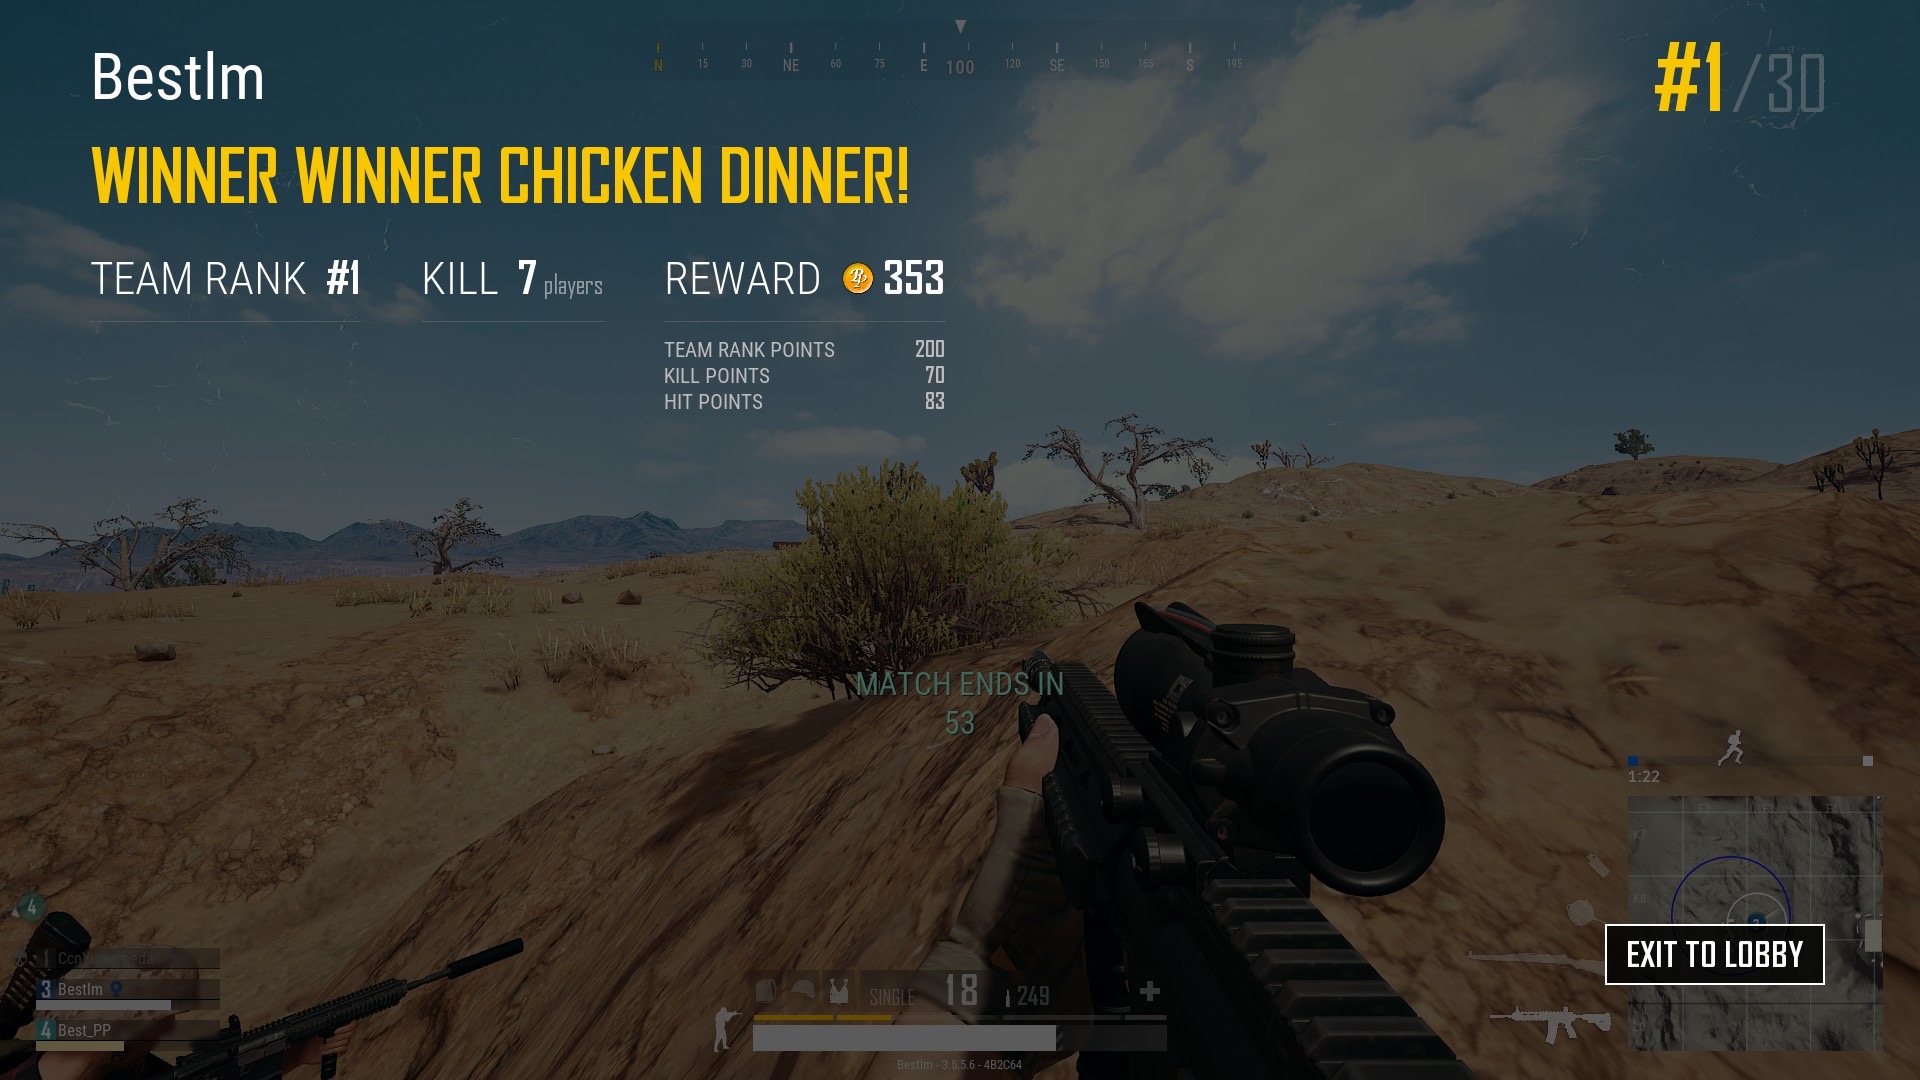 BestIm
#1/30
N 15 30 NE 60 75 E 100 120 SE 150 165 S 195
WINNER WINNER CHICKEN DINNER!
TEAM RANK #1 KILL 7 players REWARD 353
TEAM RANK POINTS 200
KILL POINTS 70
HIT POINTS 83
MATCH ENDS IN
53
1:22
K7
K8
4
3 BestIm
4 Best_PP
SINGLE 18 249
EXIT TO LOBBY
BestIm - 3.5.5.6 - 4B2C64